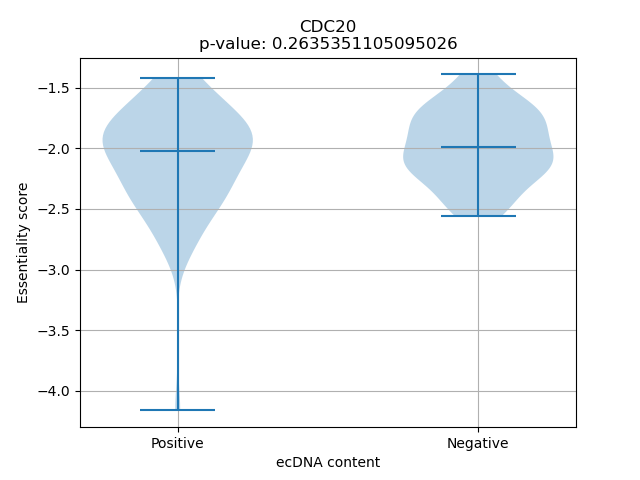 CDC20
p-value: 0.2635351105095026
−1.5
−2.0
−2.5
−3.0
−3.5
−4.0
Essentiality score
Positive
Negative
ecDNA content